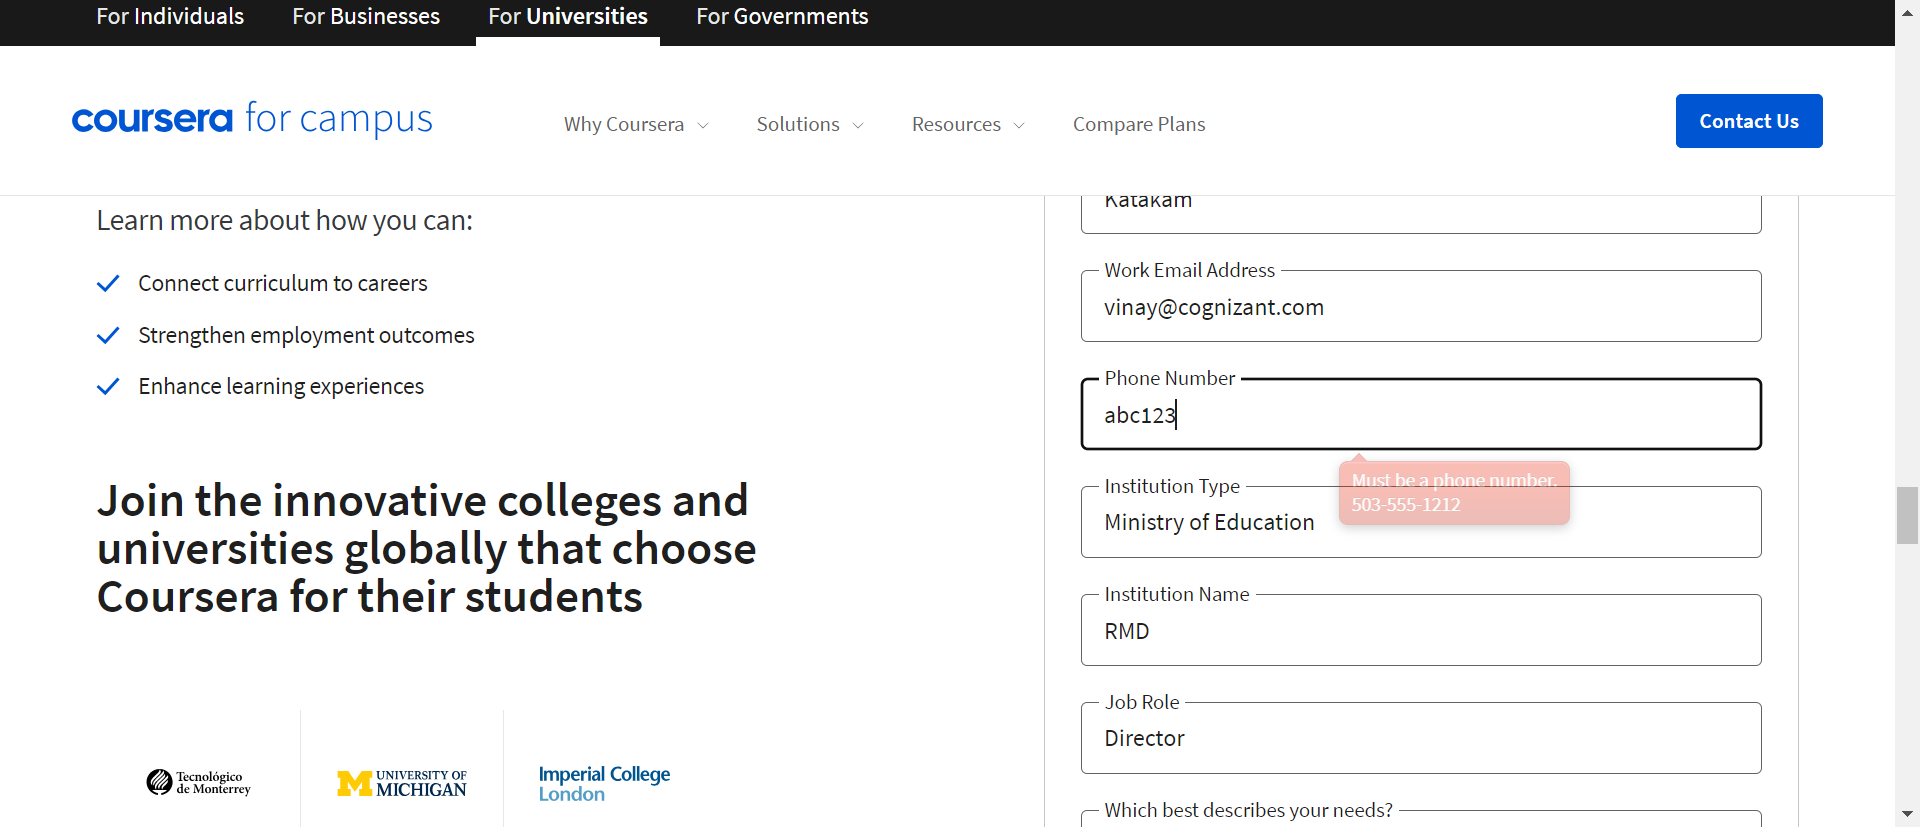 For Individuals
For Businesses
For Universities
For Governments
coursera for campus
Why Coursera
Solutions
Resources
Compare Plans
Contact Us
Learn more about how you can:
Connect curriculum to careers
Strengthen employment outcomes
Enhance learning experiences
Join the innovative colleges and
universities globally that choose
Coursera for their students
Tecnológico
de Monterrey
M UNIVERSITY OF
MICHIGAN
Imperial College
London
Katakam
Work Email Address
vinay@cognizant.com
Phone Number
abc123
Must be a phone number.
503-555-1212
Institution Type
Ministry of Education
Institution Name
RMD
Job Role
Director
Which best describes your needs?